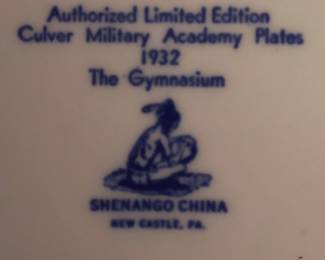 Authorized Limited Edition
Culver Military Academy Plates
1932
The Gymnasium
SHENANGO CHINA
NEW CASTLE, PA.